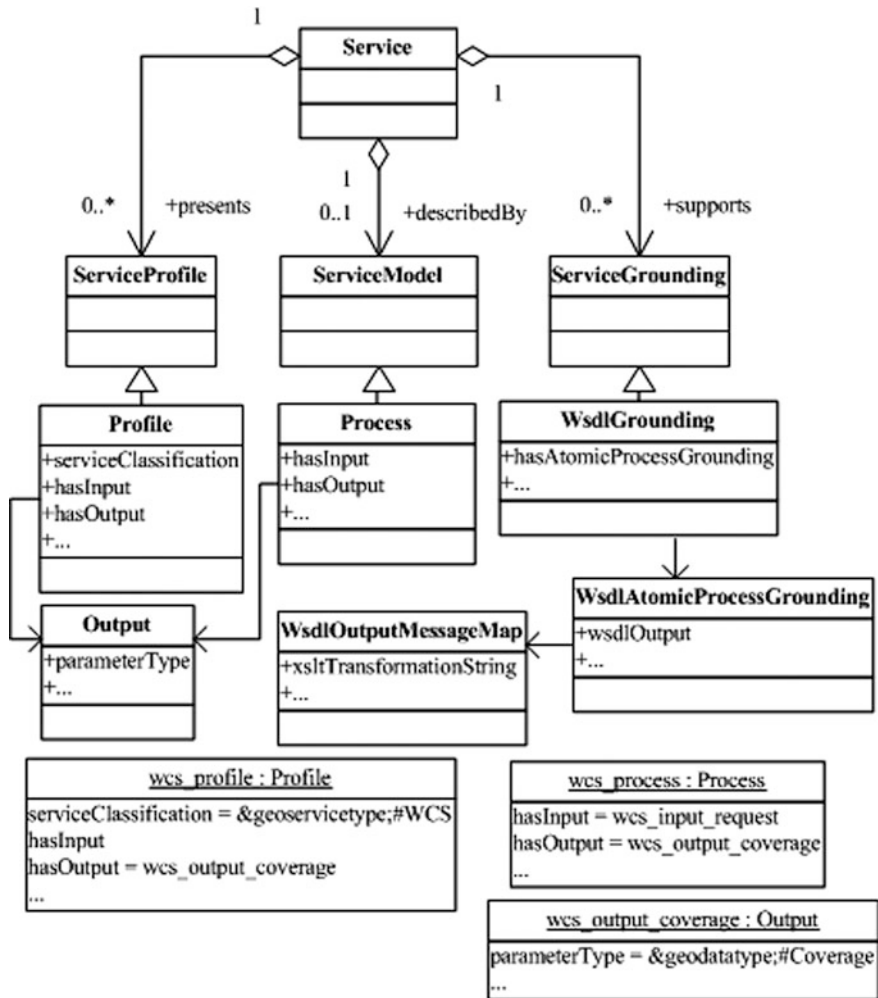 1
Service
1
1
0..*
+presents
0..1
+describedBy
0..*
+supports
ServiceProfile
ServiceModel
ServiceGrounding
Profile
+serviceClassification
+hasInput
+hasOutput
+...
Process
+hasInput
+hasOutput
+...
WsdlGrounding
+hasAtomicProcessGrounding
+...
Output
+parameterType
+...
WsdlOutputMessageMap
+xsltTransformationString
+...
WsdlAtomicProcessGrounding
+wsdlOutput
+...
wcs_profile : Profile
serviceClassification = &geoservicetype;#WCS
hasInput
hasOutput = wcs_output_coverage
...
wcs_process : Process
hasInput = wcs_input_request
hasOutput = wcs_output_coverage
...
wcs_output_coverage : Output
parameterType = &geodatatype;#Coverage
...